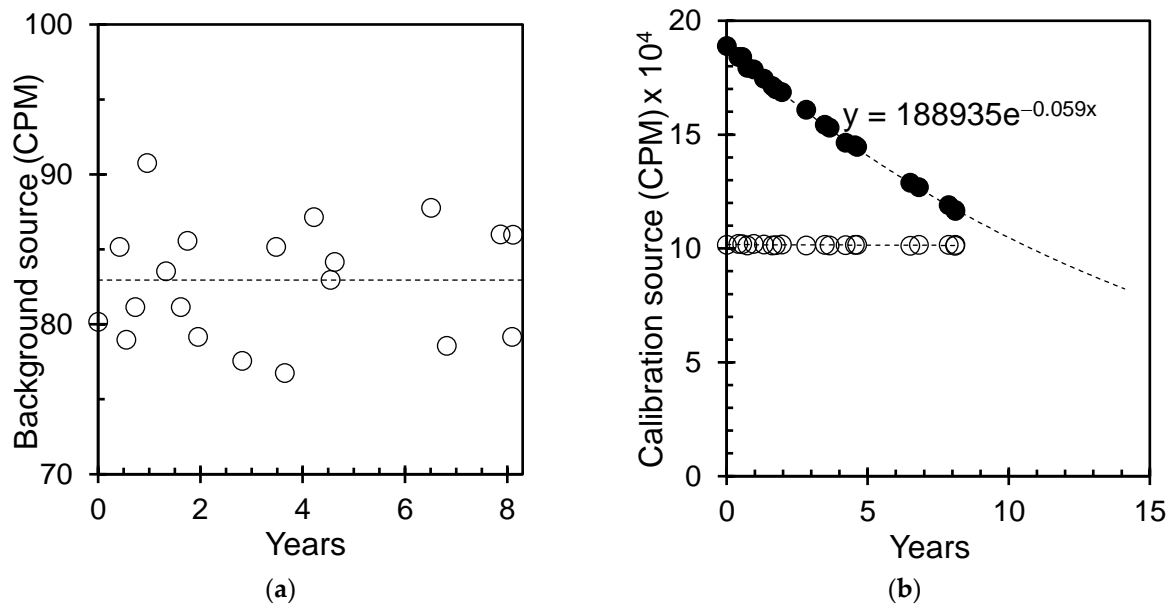 100
90
80
70
Background source (CPM)
0 2 4 6 8
Years
(a)
20
15
10
5
0
Calibration source (CPM) x 10⁴
y = 188935e⁻⁰·⁰⁵⁹ˣ
0 5 10 15
Years
(b)